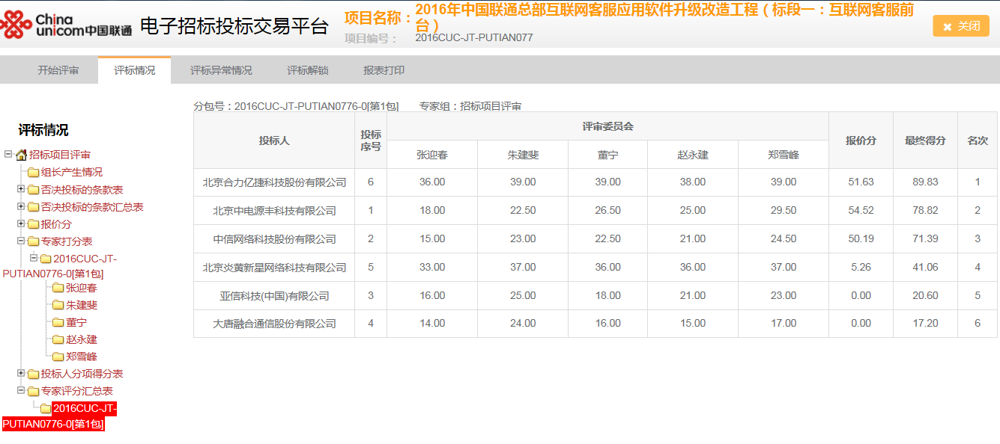 China
unicom中国联通
电子招标投标交易平台
项目名称：
2016年中国联通总部互联网客服应用软件升级改造工程（标段一：互联网客服前
台）
项目编号：
2016CUC-JT-PUTIAN077
关闭
开始评审 评标情况 评标异常情况 评标解锁 报表打印
评标情况
招标项目评审
组长产生情况
否决投标的条款表
否决投标的条款汇总表
报价分
专家打分表
2016CUC-JT-
PUTIAN0776-0[第1包]
张迎春
朱建斐
董宁
赵永建
郑雪峰
投标人分项得分表
专家评分汇总表
2016CUC-JT-
PUTIAN0776-0[第1包]
分包号：2016CUC-JT-PUTIAN0776-0[第1包] 专家组：招标项目评审
投标人 投标
序号 评审委员会 报价分 最终得分 名次
张迎春 朱建斐 董宁 赵永建 郑雪峰
北京合力亿捷科技股份有限公司 6 36.00 39.00 39.00 38.00 39.00 51.63 89.83 1
北京中电源丰科技有限公司 1 18.00 22.50 26.50 25.00 29.50 54.52 78.82 2
中信网络科技股份有限公司 2 15.00 23.00 22.50 21.00 24.50 50.19 71.39 3
北京炎黄新星网络科技有限公司 5 33.00 37.00 36.00 36.00 37.00 5.26 41.06 4
亚信科技(中国)有限公司 3 16.00 25.00 18.00 21.00 23.00 0.00 20.60 5
大唐融合通信股份有限公司 4 14.00 24.00 16.00 15.00 17.00 0.00 17.20 6